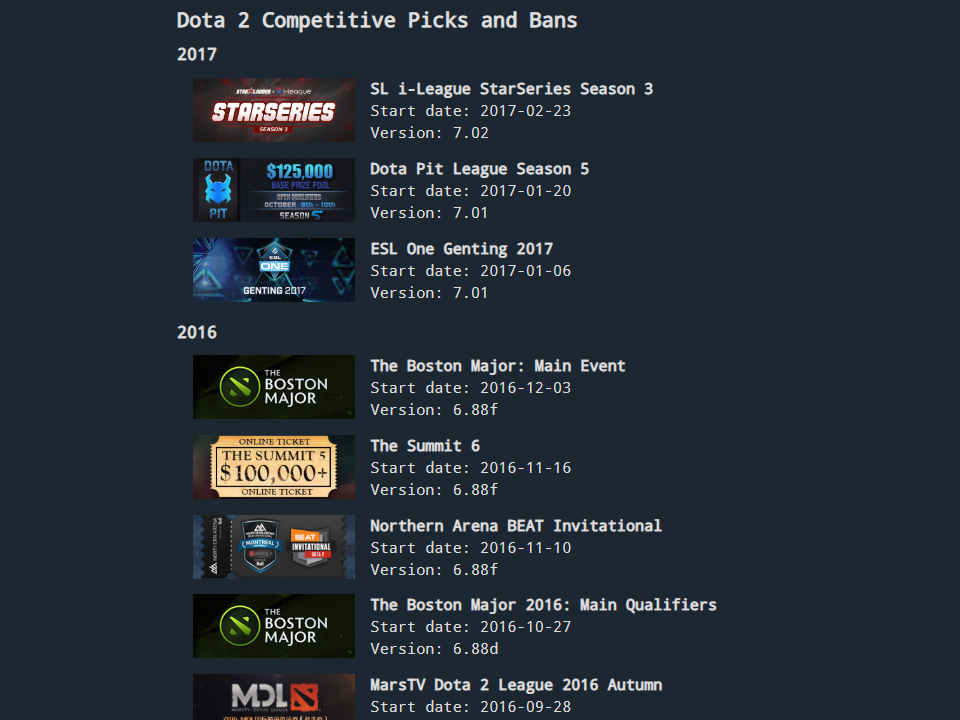 Dota 2 Competitive Picks and Bans
2017
STARLADDER + i-league
STARSERIES
SEASON 3
SL i-League StarSeries Season 3
Start date: 2017-02-23
Version: 7.02
DOTA
PIT
$125,000
BASE PRIZE POOL
OPEN QUALIFIERS
OCTOBER 8th - 10th
SEASON 5
Dota Pit League Season 5
Start date: 2017-01-20
Version: 7.01
ESL
ONE
GENTING 2017
ESL One Genting 2017
Start date: 2017-01-06
Version: 7.01
2016
THE
BOSTON
MAJOR
The Boston Major: Main Event
Start date: 2016-12-03
Version: 6.88f
ONLINE TICKET
THE SUMMIT 5
$100,000+
ONLINE TICKET
The Summit 6
Start date: 2016-11-16
Version: 6.88f
NORTHERN ARENA
MONTREAL
BEAT
INVITATIONAL
DOTA 2
Northern Arena BEAT Invitational
Start date: 2016-11-10
Version: 6.88f
THE
BOSTON
MAJOR
The Boston Major 2016: Main Qualifiers
Start date: 2016-10-27
Version: 6.88d
MDL
MARSTV DOTA2 LEAGUE
MarsTV Dota 2 League 2016 Autumn
Start date: 2016-09-28